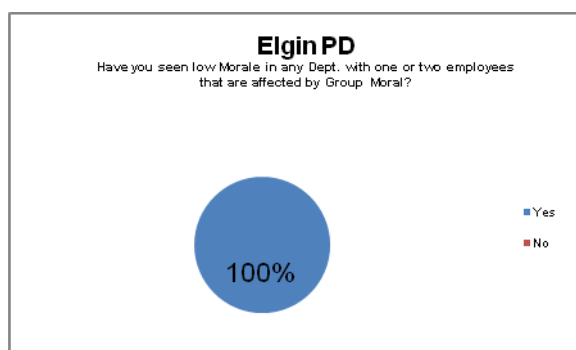 Elgin PD
Have you seen low Morale in any Dept. with one or two employees
that are affected by Group Moral?
Yes
No
100%